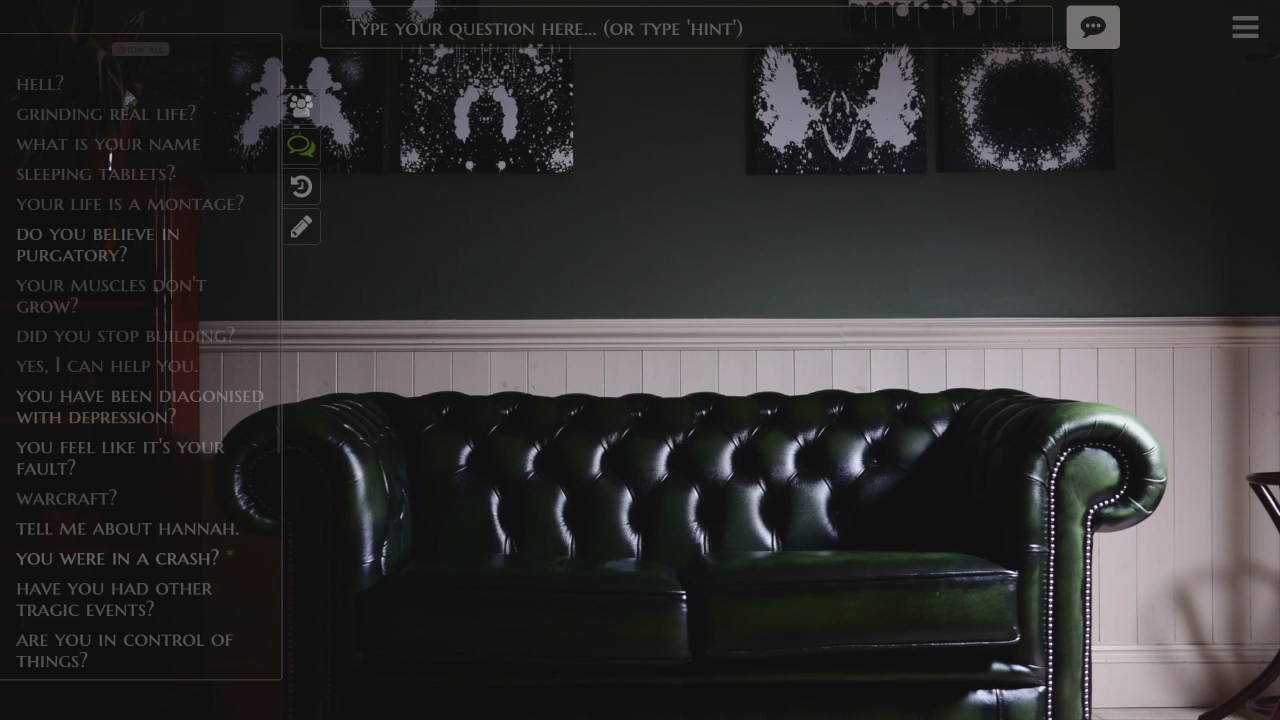 Type your question here... (or type 'hint')
Show all
Hell?
Grinding real life?
What is your name
Sleeping tablets?
Your life is a montage?
Do you believe in
purgatory?
Your muscles don't
grow?
Did you stop building?
Yes, I can help you.
You have been diagonised
with depression?
You feel like it's your
fault?
Warcraft?
Tell me about Hannah.
You were in a crash? *
Have you had other
tragic events?
Are you in control of
things?